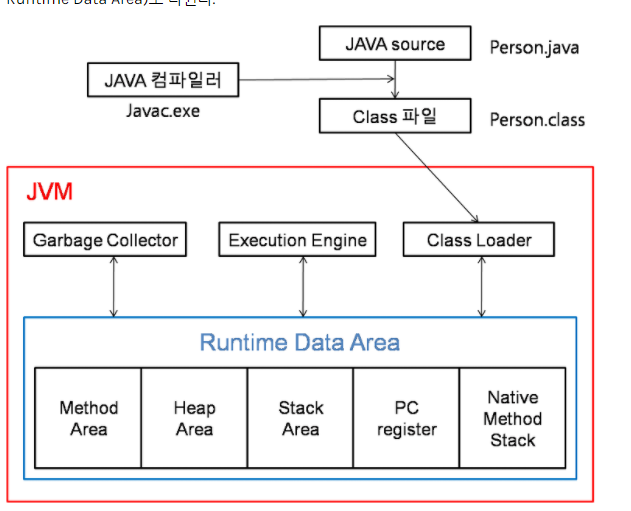 Runtime Data Area)로
JAVA source
Person.java
JAVA 컴파일러
Javac.exe
Class 파일
Person.class
JVM
Garbage Collector
Execution Engine
Class Loader
Runtime Data Area
Method
Area
Heap
Area
Stack
Area
PC
register
Native
Method
Stack